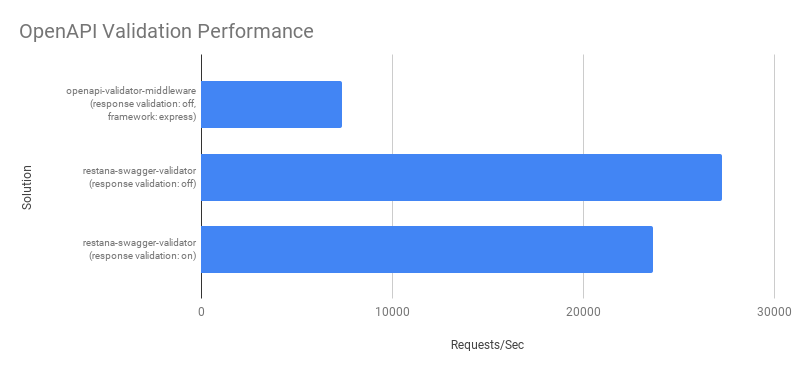 OpenAPI Validation Performance
openapi-validator-middleware
(response validation: off,
framework: express)
restana-swagger-validator
(response validation: off)
restana-swagger-validator
(response validation: on)
Solution
0
10000
20000
30000
Requests/Sec